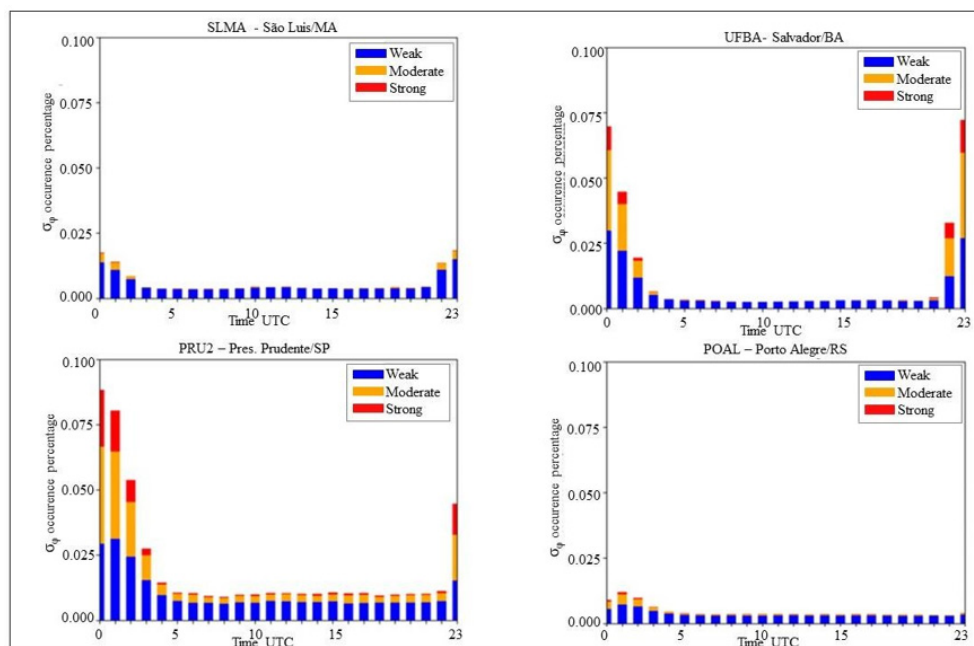 SLMA - São Luis/MA
σφ occurence percentage
0.100
0.075
0.050
0.025
0.000
Weak
Moderate
Strong
0 5 10 15 23
Time UTC
UFBA- Salvador/BA
σφ occurence percentage
0.100
0.075
0.050
0.025
0.000
Weak
Moderate
Strong
0 5 10 15 23
Time UTC
PRU2 – Pres. Prudente/SP
σφ occurence percentage
0.100
0.075
0.050
0.025
0.000
Weak
Moderate
Strong
0 5 10 15 23
Time UTC
POAL – Porto Alegre/RS
σφ occurence percentage
0.100
0.075
0.050
0.025
0.000
Weak
Moderate
Strong
0 5 10 15 23
Time UTC